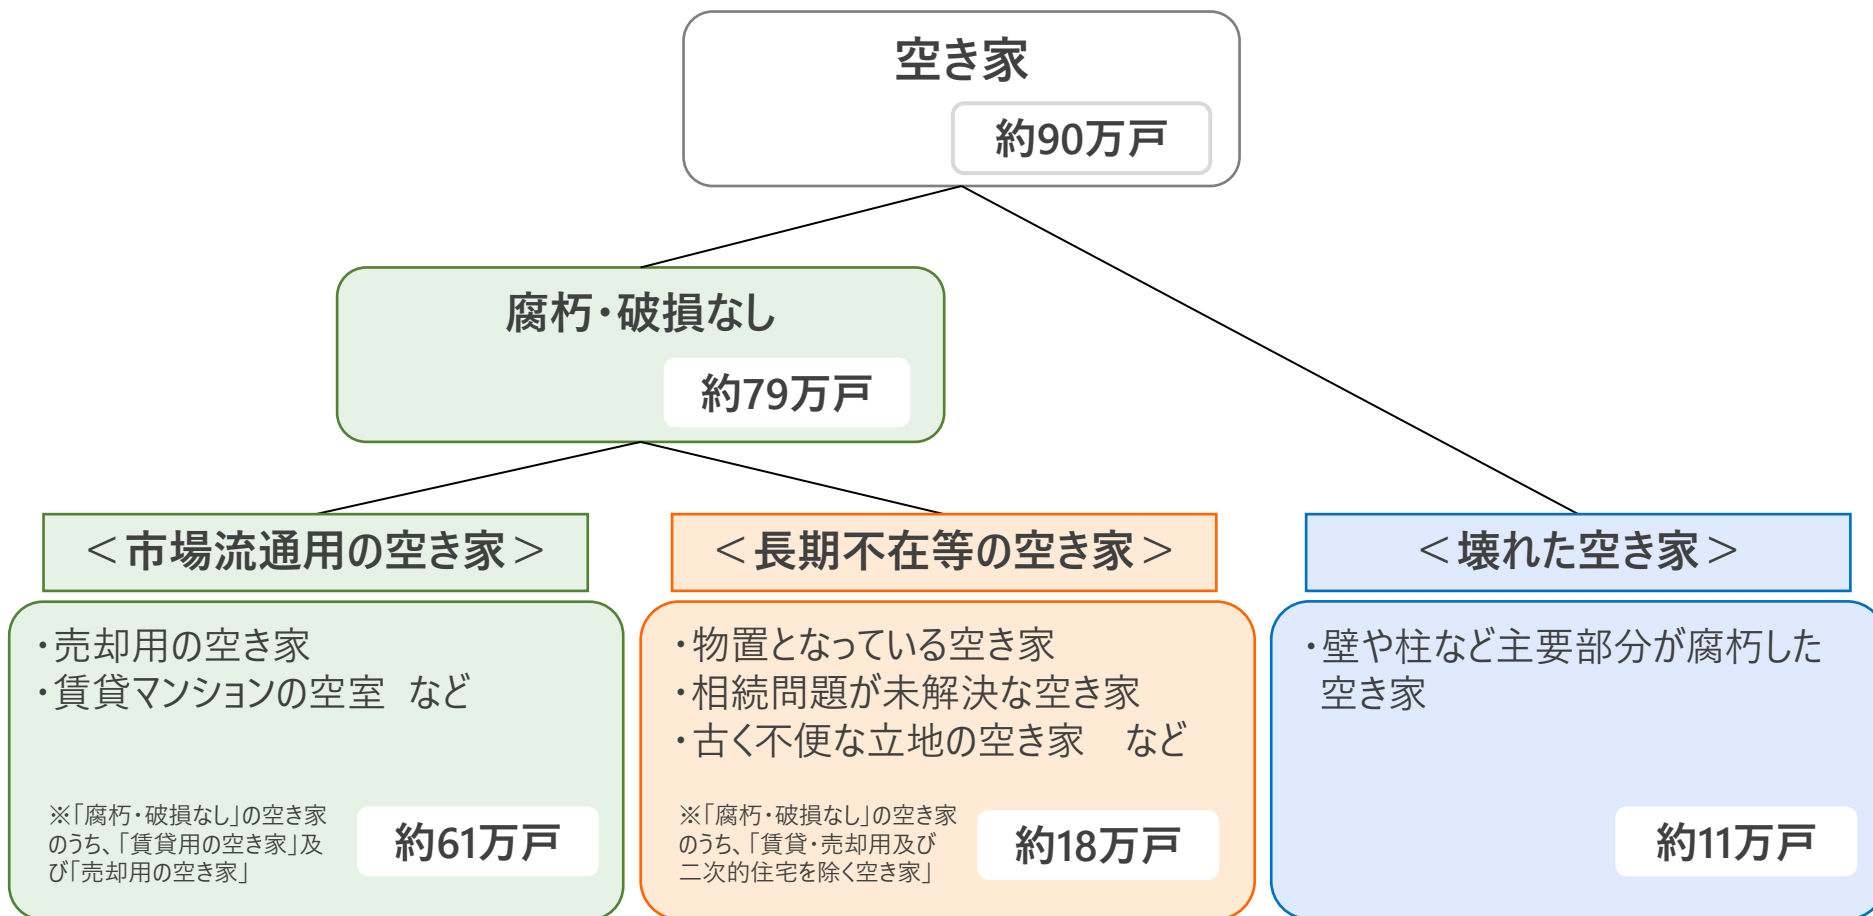 空き家
約90万戸
腐朽・破損なし
約79万戸
＜市場流通用の空き家＞
・売却用の空き家
・賃貸マンションの空室 など
※「腐朽・破損なし」の空き家
のうち、「賃貸用の空き家」及
び「売却用の空き家」
約61万戸
＜長期不在等の空き家＞
・物置となっている空き家
・相続問題が未解決な空き家
・古く不便な立地の空き家　など
※「腐朽・破損なし」の空き家
のうち、「賃貸・売却用及び
二次的住宅を除く空き家」
約18万戸
＜壊れた空き家＞
・壁や柱など主要部分が腐朽した
空き家
約11万戸